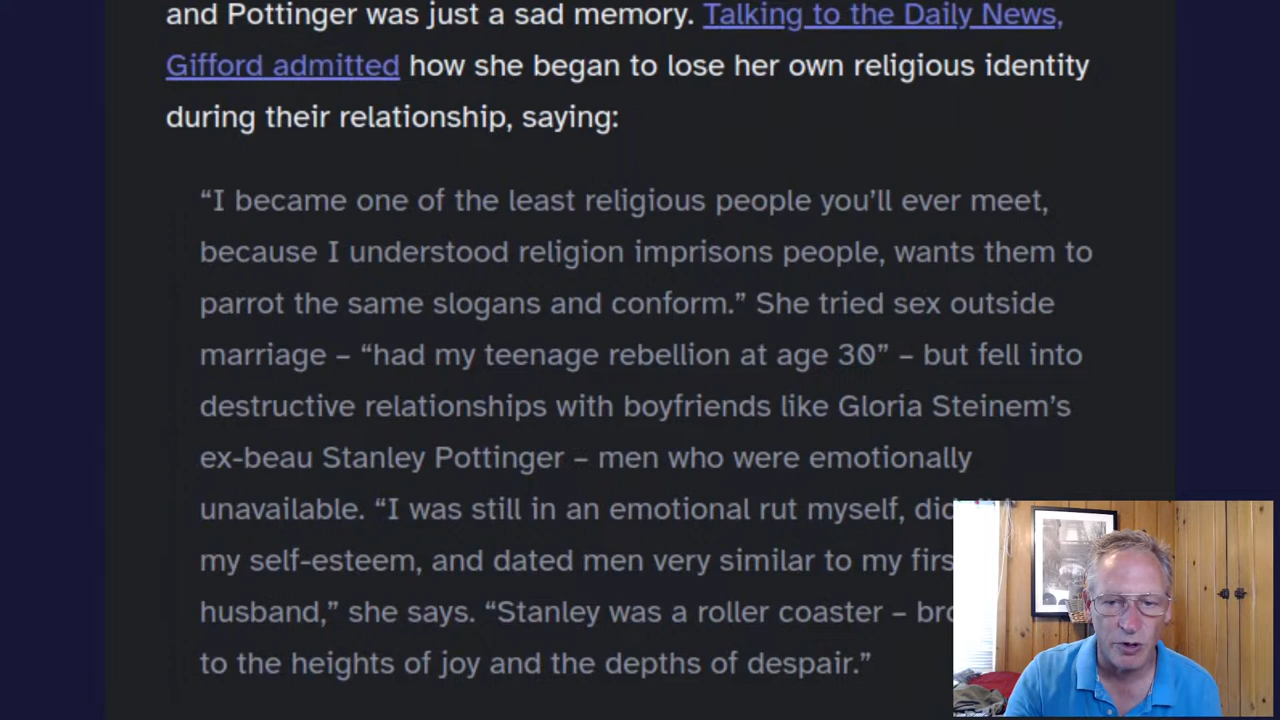 and Pottinger was just a sad memory. Talking to the Daily News,
Gifford admitted how she began to lose her own religious identity
during their relationship, saying:
“I became one of the least religious people you’ll ever meet,
because I understood religion imprisons people, wants them to
parrot the same slogans and conform.” She tried sex outside
marriage – “had my teenage rebellion at age 30” – but fell into
destructive relationships with boyfriends like Gloria Steinem’s
ex-beau Stanley Pottinger – men who were emotionally
unavailable. “I was still in an emotional rut myself,
my self-esteem, and dated men very similar to my
husband,” she says. “Stanley was a roller coaster –
to the heights of joy and the depths of despair.”